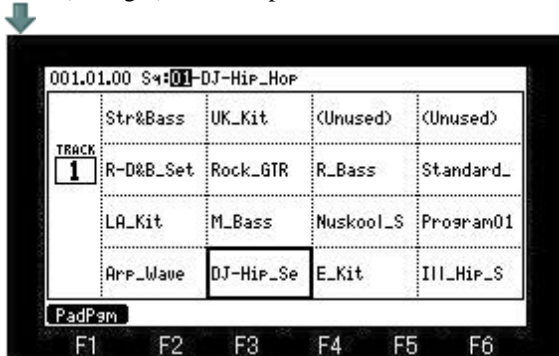 001.01.00 Sq:01-DJ-Hip_Hop
Str&Bass UK_Kit (Unused) (Unused)
TRACK
1 R-D&B_Set Rock_GTR R_Bass Standard_
LA_Kit M_Bass Nuskool_S Program01
Arp_Wave DJ-Hip_Se E_Kit Ill_Hip_S
PadPgm
F1 F2 F3 F4 F5 F6